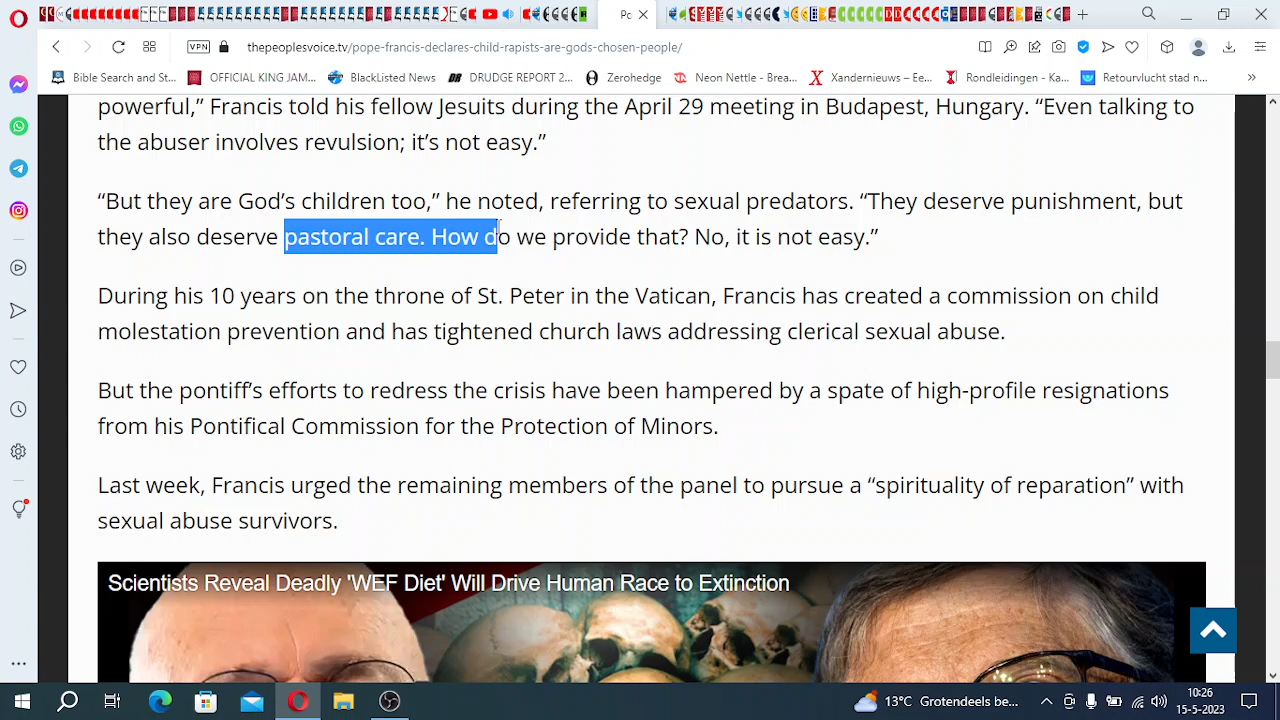 Pc
VPN
thepeoplesvoice.tv/pope-francis-declares-child-rapists-are-gods-chosen-people/
Bible Search and St...
OFFICIAL KING JAM...
BlackListed News
DRUDGE REPORT 2...
Zerohedge
Neon Nettle - Brea...
Xandernieuws – Ee...
Rondleidingen - Ka...
Retourvlucht stad n...
powerful,” Francis told his fellow Jesuits during the April 29 meeting in Budapest, Hungary. “Even talking to
the abuser involves revulsion; it’s not easy.”
“But they are God’s children too,” he noted, referring to sexual predators. “They deserve punishment, but
they also deserve pastoral care. How do we provide that? No, it is not easy.”
During his 10 years on the throne of St. Peter in the Vatican, Francis has created a commission on child
molestation prevention and has tightened church laws addressing clerical sexual abuse.
But the pontiff’s efforts to redress the crisis have been hampered by a spate of high-profile resignations
from his Pontifical Commission for the Protection of Minors.
Last week, Francis urged the remaining members of the panel to pursue a “spirituality of reparation” with
sexual abuse survivors.
Scientists Reveal Deadly 'WEF Diet' Will Drive Human Race to Extinction
13°C Grotendeels be...
10:26
15-5-2023